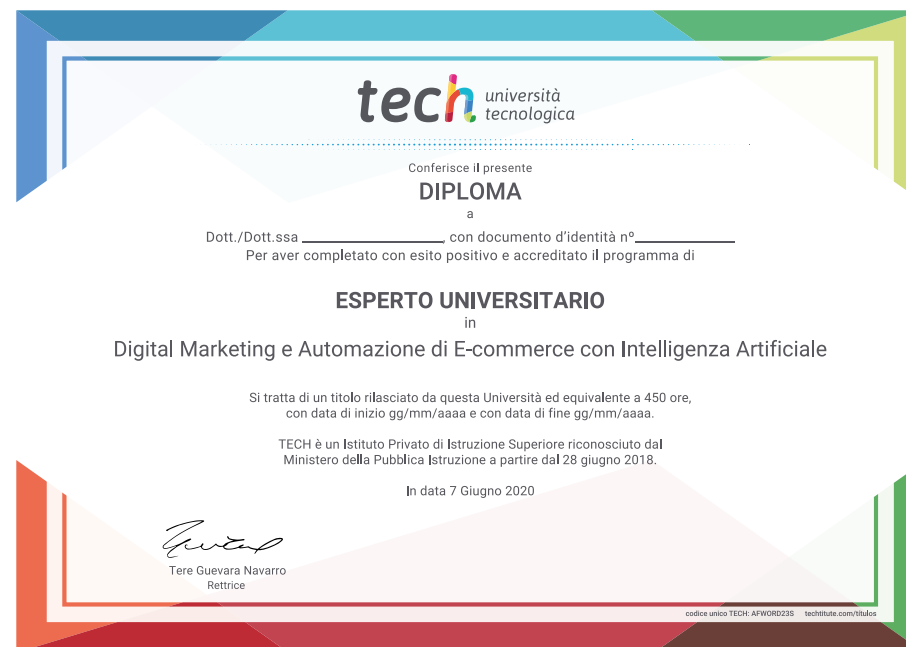 tech università
tecnologica
Conferisce il presente
DIPLOMA
a
Dott./Dott.ssa ________________, con documento d'identità nº____________
Per aver completato con esito positivo e accreditato il programma di
ESPERTO UNIVERSITARIO
in
Digital Marketing e Automazione di E-commerce con Intelligenza Artificiale
Si tratta di un titolo rilasciato da questa Università ed equivalente a 450 ore,
con data di inizio gg/mm/aaaa e con data di fine gg/mm/aaaa.
TECH è un Istituto Privato di Istruzione Superiore riconosciuto dal
Ministero della Pubblica Istruzione a partire dal 28 giugno 2018.
In data 7 Giugno 2020
Tere Guevara Navarro
Rettrice
codice unico TECH: AFWORD23S techtitute.com/titulos